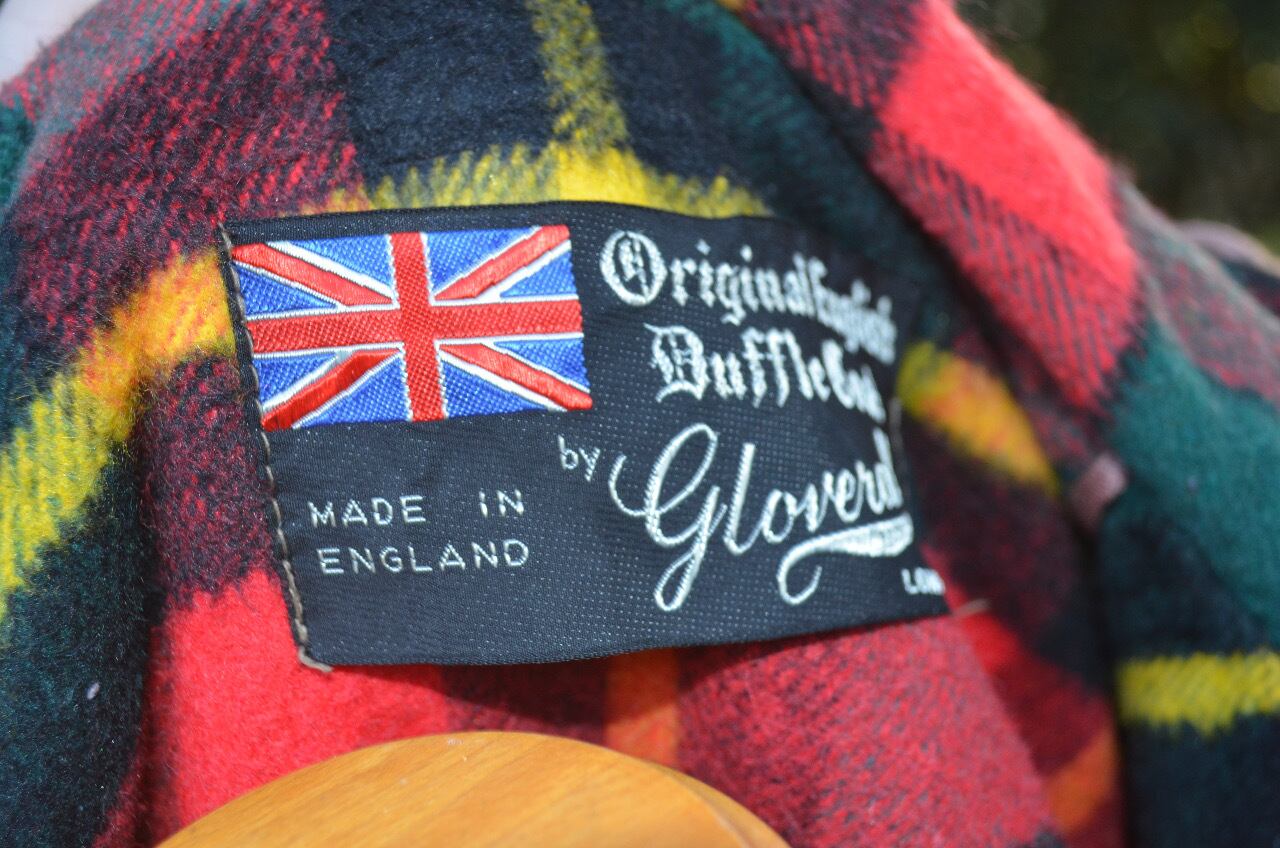 Original English
Duffle Coat
by Gloverall
MADE IN
ENGLAND